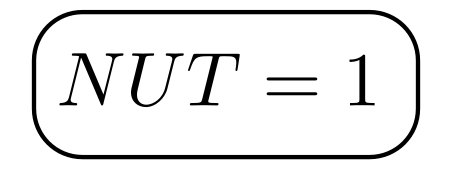 NUT = 1